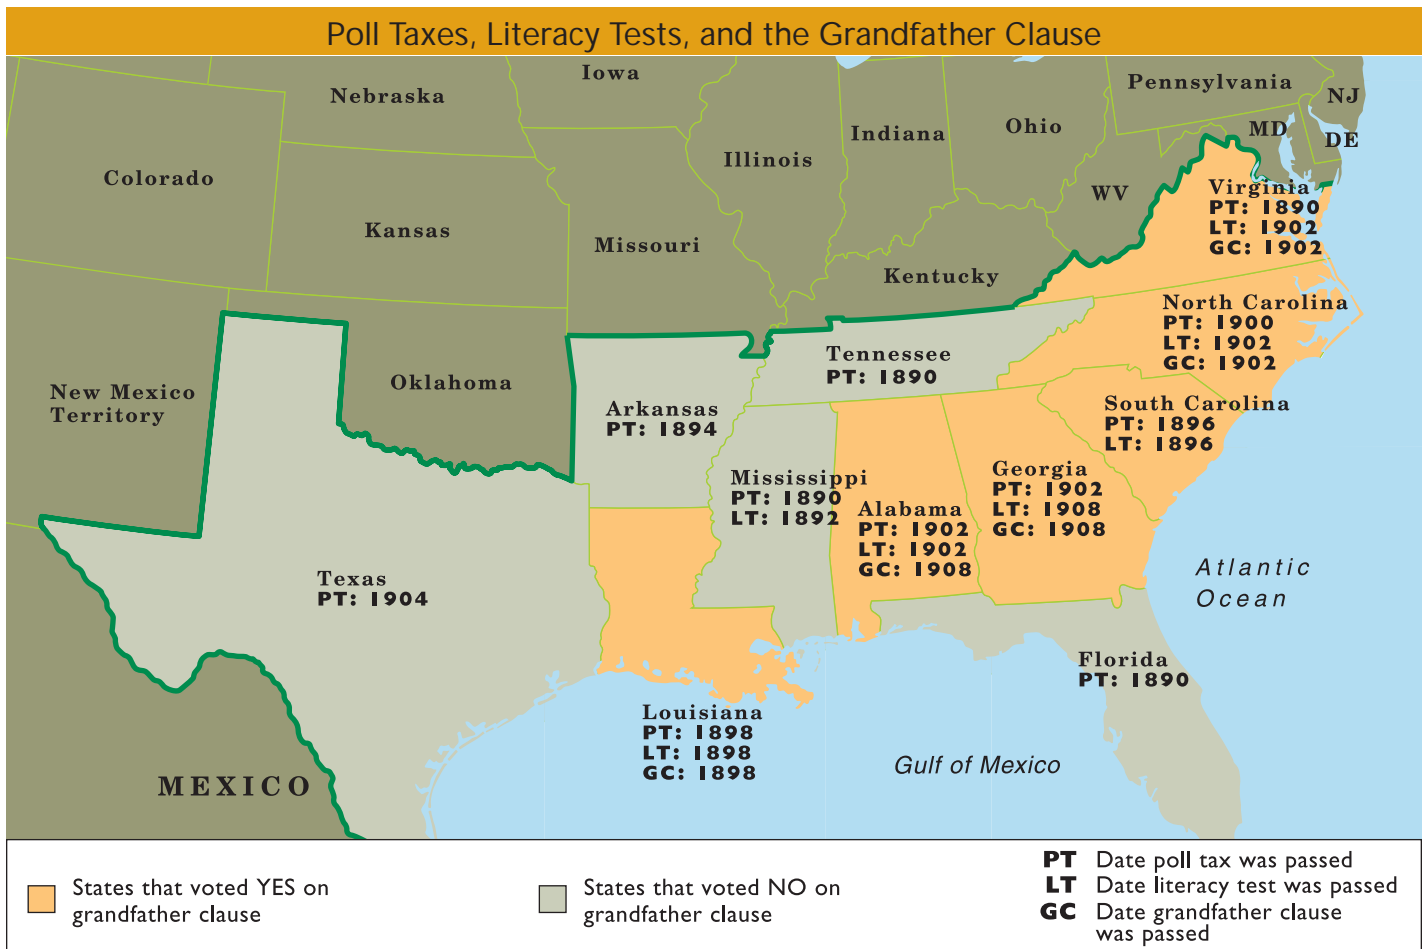 Poll Taxes, Literacy Tests, and the Grandfather Clause
Iowa
Nebraska
Pennsylvania
NJ
Ohio
Indiana
MD
DE
Illinois
Colorado
WV
Virginia
PT: 1890
LT: 1902
GC: 1902
Kansas
Missouri
Kentucky
North Carolina
PT: 1900
LT: 1902
GC: 1902
Tennessee
PT: 1890
Oklahoma
New Mexico
Territory
Arkansas
PT: 1894
South Carolina
PT: 1896
LT: 1896
Georgia
PT: 1902
LT: 1908
GC: 1908
Mississippi
PT: 1890
LT: 1892
Alabama
PT: 1902
LT: 1902
GC: 1908
Texas
PT: 1904
Atlantic
Ocean
Florida
PT: 1890
Louisiana
PT: 1898
LT: 1898
GC: 1898
Gulf of Mexico
MEXICO
States that voted YES on
grandfather clause
States that voted NO on
grandfather clause
PT Date poll tax was passed
LT Date literacy test was passed
GC Date grandfather clause
was passed